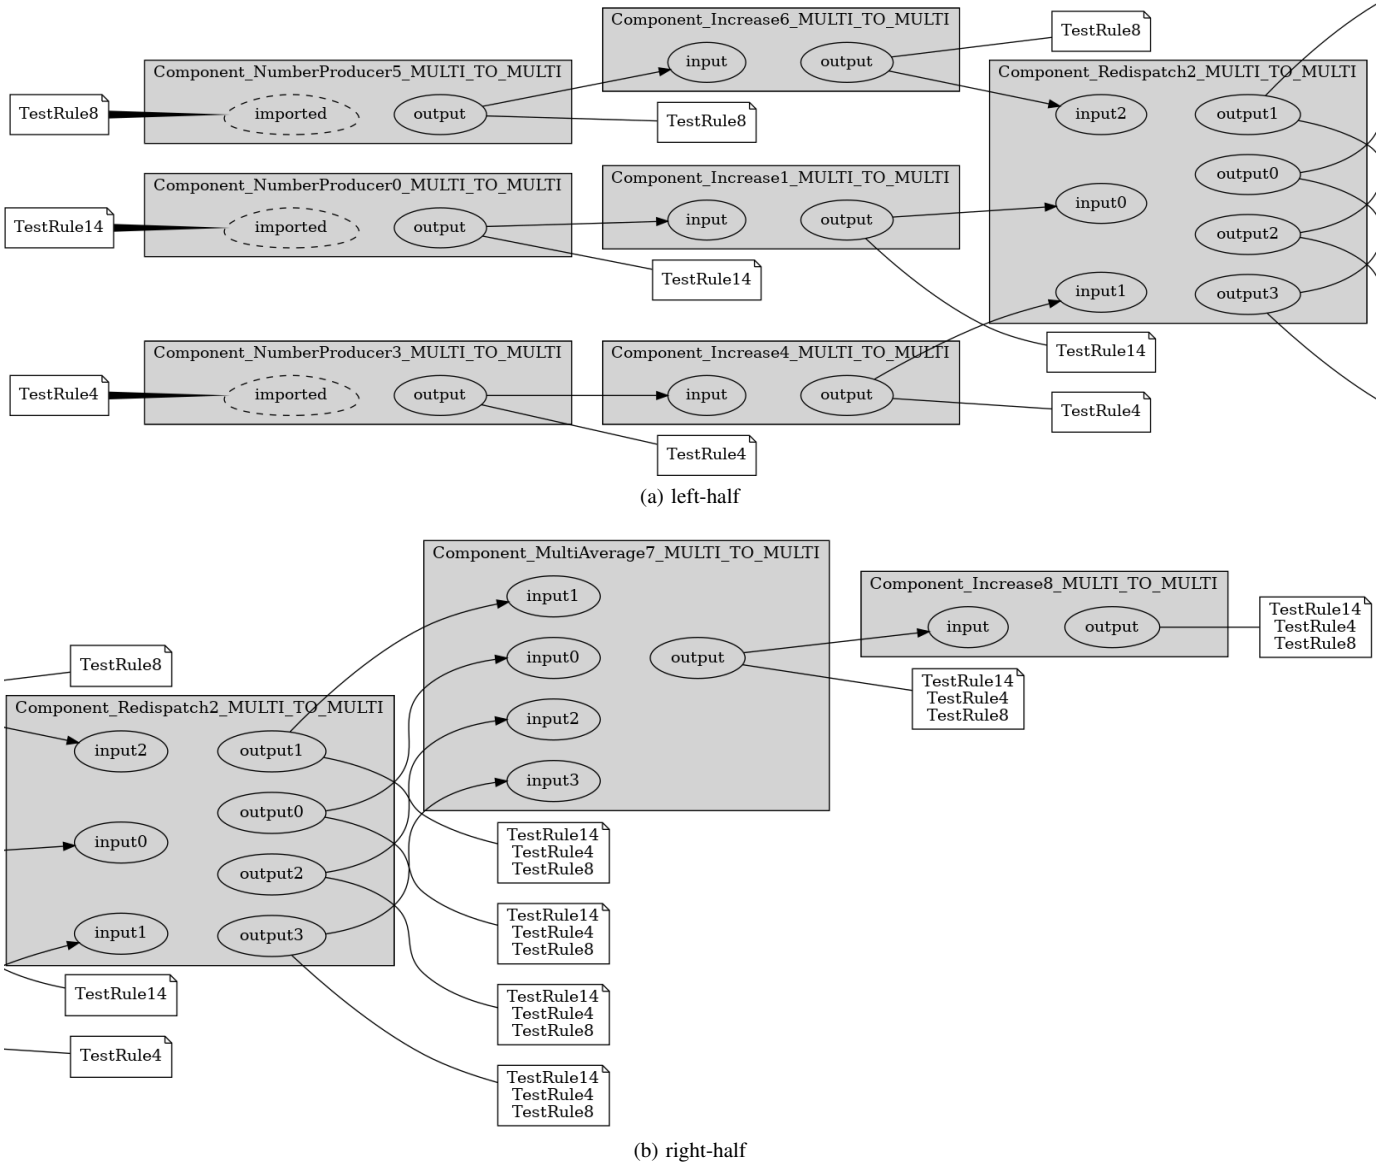 Component_Increase6_MULTI_TO_MULTI
input
output
TestRule8
Component_NumberProducer5_MULTI_TO_MULTI
TestRule8
imported
output
TestRule8
Component_Redispatch2_MULTI_TO_MULTI
input2
output1
output0
input0
output2
input1
output3
Component_NumberProducer0_MULTI_TO_MULTI
TestRule14
imported
output
TestRule14
Component_Increase1_MULTI_TO_MULTI
input
output
TestRule14
Component_NumberProducer3_MULTI_TO_MULTI
TestRule4
imported
output
TestRule4
Component_Increase4_MULTI_TO_MULTI
input
output
TestRule4
(a) left-half
Component_MultiAverage7_MULTI_TO_MULTI
input1
input0
output
input2
input3
Component_Increase8_MULTI_TO_MULTI
input
output
TestRule14
TestRule4
TestRule8
TestRule14
TestRule4
TestRule8
TestRule8
Component_Redispatch2_MULTI_TO_MULTI
input2
output1
output0
input0
output2
input1
output3
TestRule14
TestRule4
TestRule14
TestRule4
TestRule8
TestRule14
TestRule4
TestRule8
TestRule14
TestRule4
TestRule8
TestRule14
TestRule4
TestRule8
(b) right-half